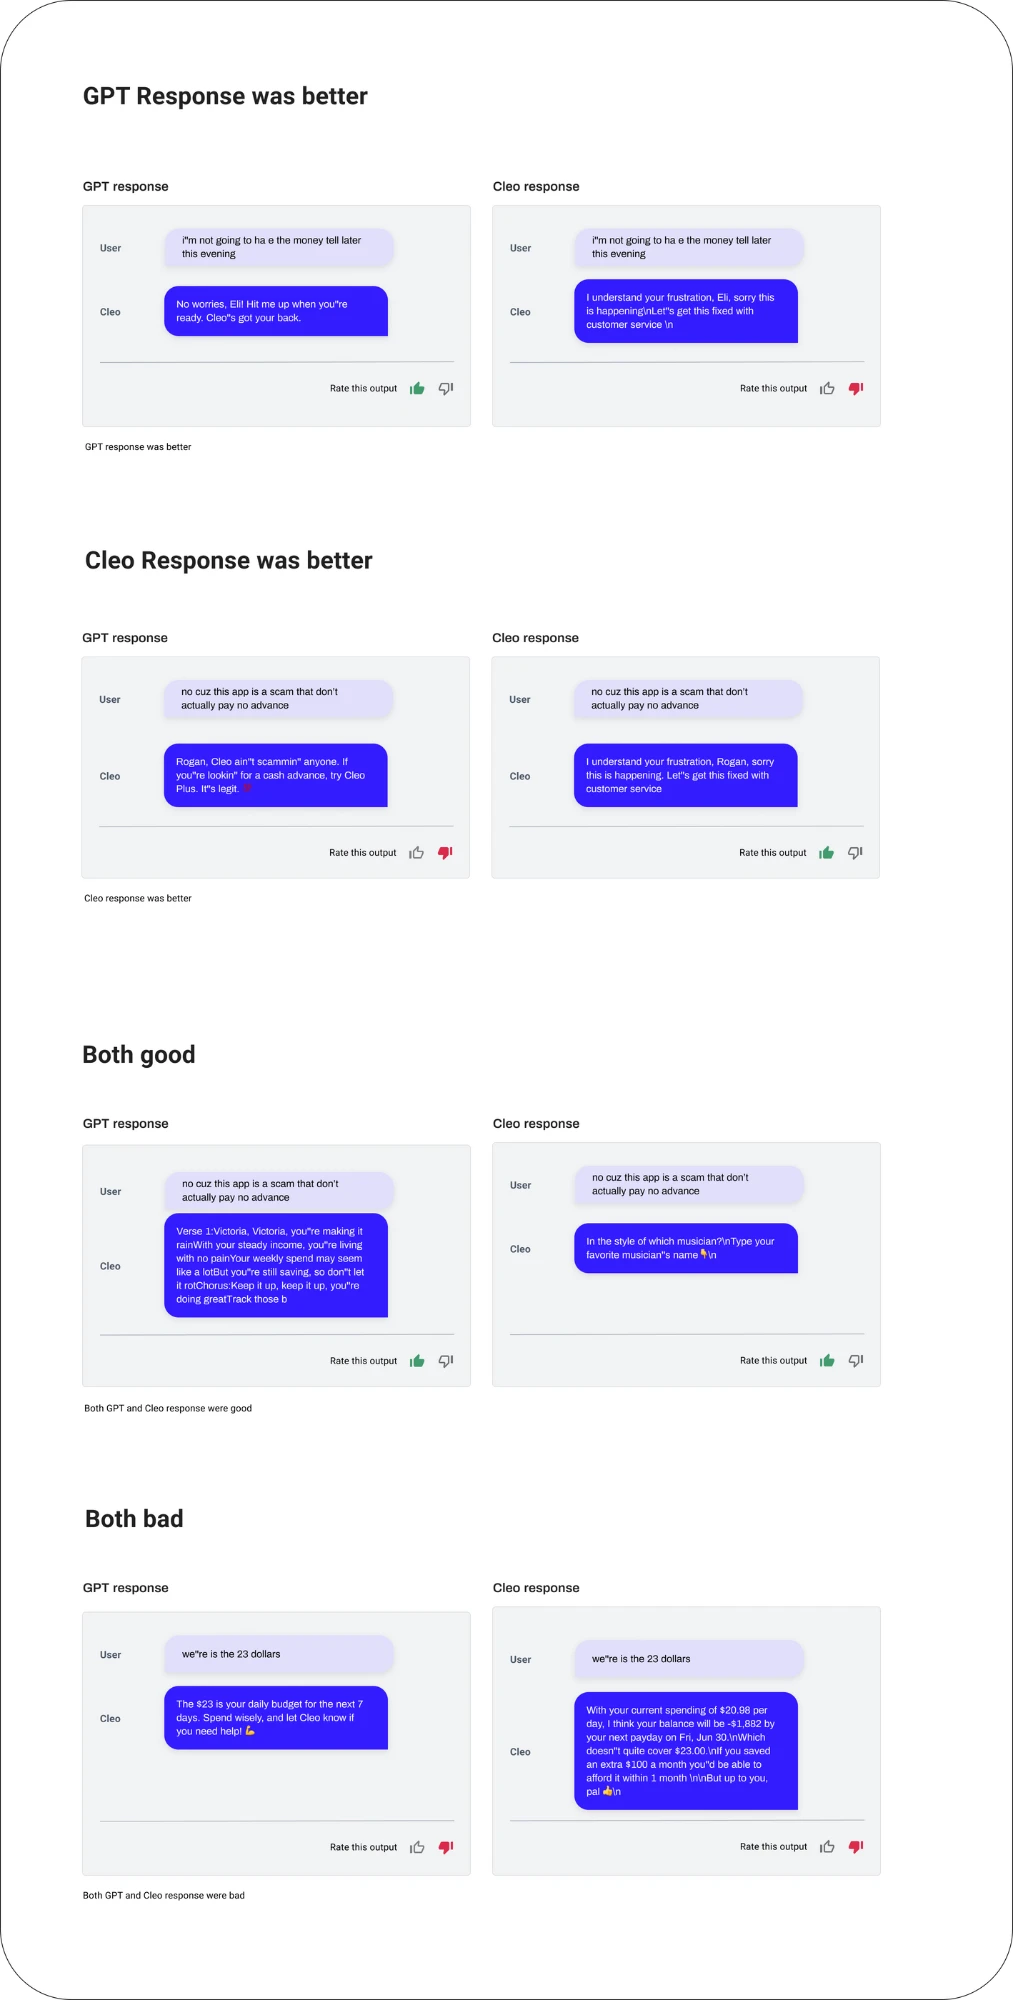 GPT Response was better
GPT response
User
i"m not going to ha e the money tell later
this evening
Cleo
No worries, Eli! Hit me up when you"re
ready. Cleo"s got your back.
Rate this output
GPT response was better
Cleo response
User
i"m not going to ha e the money tell later
this evening
Cleo
I understand your frustration, Eli, sorry this
is happening\nLet"s get this fixed with
customer service \n
Rate this output
Cleo Response was better
GPT response
User
no cuz this app is a scam that don't
actually pay no advance
Cleo
Rogan, Cleo ain"t scammin" anyone. If
you"re lookin" for a cash advance, try Cleo
Plus. It"s legit. 💯
Rate this output
Cleo response was better
Cleo response
User
no cuz this app is a scam that don't
actually pay no advance
Cleo
I understand your frustration, Rogan, sorry
this is happening. Let"s get this fixed with
customer service
Rate this output
Both good
GPT response
User
no cuz this app is a scam that don't
actually pay no advance
Cleo
Verse 1:Victoria, Victoria, you"re making it
rainWith your steady income, you"re living
with no painYour weekly spend may seem
like a lotBut you"re still saving, so don"t let
it rotChorus:Keep it up, keep it up, you"re
doing greatTrack those b
Rate this output
Both GPT and Cleo response were good
Cleo response
User
no cuz this app is a scam that don't
actually pay no advance
Cleo
In the style of which musician?\nType your
favorite musician"s name👇\n
Rate this output
Both bad
GPT response
User
we"re is the 23 dollars
Cleo
The $23 is your daily budget for the next 7
days. Spend wisely, and let Cleo know if
you need help! 💪
Rate this output
Both GPT and Cleo response were bad
Cleo response
User
we"re is the 23 dollars
Cleo
With your current spending of $20.98 per
day, I think your balance will be -$1,882 by
your next payday on Fri, Jun 30.\nWhich
doesn"t quite cover $23.00.\nIf you saved
an extra $100 a month you"d be able to
afford it within 1 month \n\nBut up to you,
pal 👍\n
Rate this output